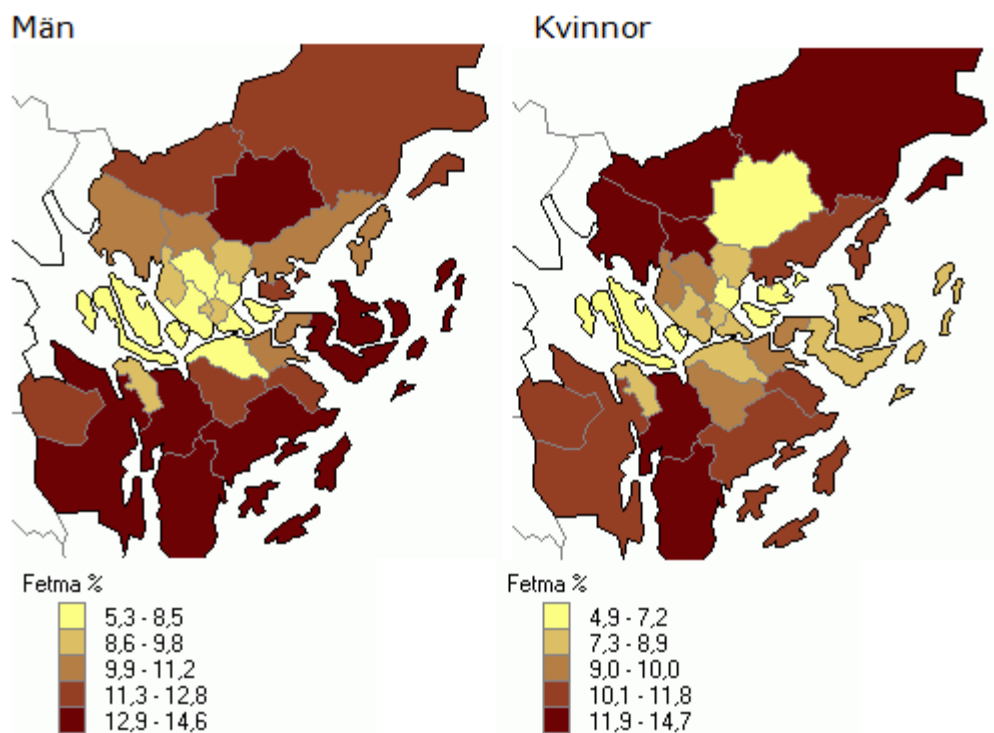 Män
Kvinnor
Fetma %
5,3 - 8,5
8,6 - 9,8
9,9 - 11,2
11,3 - 12,8
12,9 - 14,6
Fetma %
4,9 - 7,2
7,3 - 8,9
9,0 - 10,0
10,1 - 11,8
11,9 - 14,7